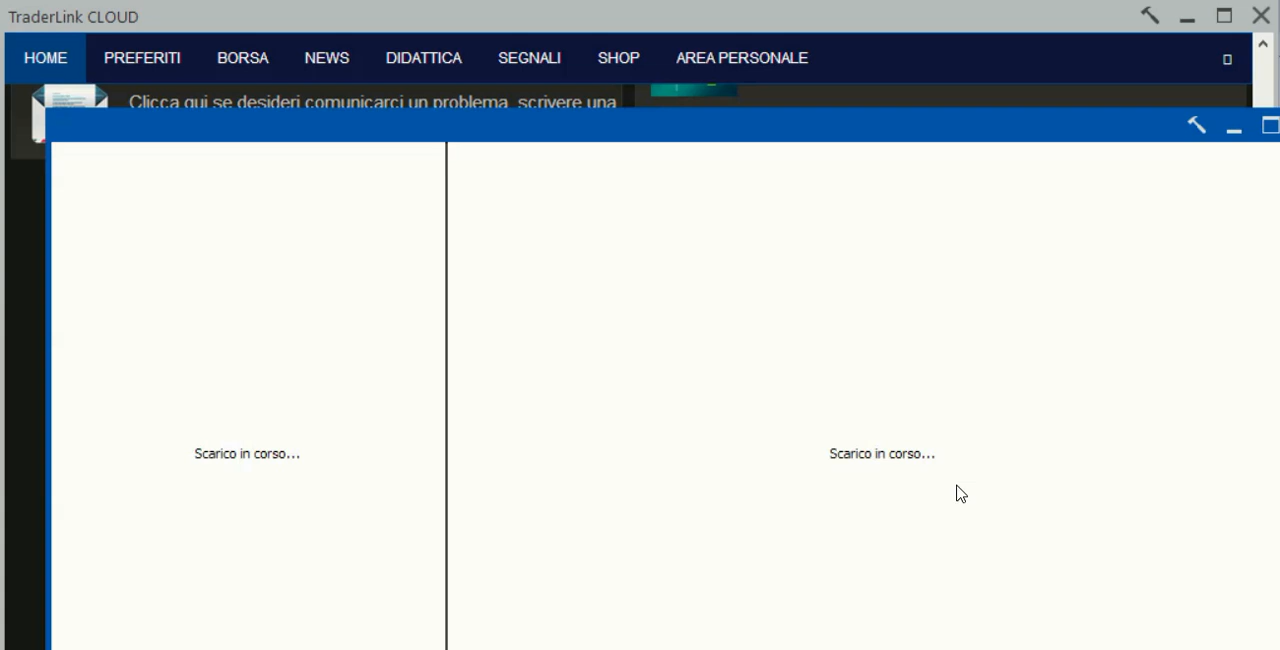 TraderLink CLOUD
HOME PREFERITI BORSA NEWS DIDATTICA SEGNALI SHOP AREA PERSONALE
Clicca qui se desideri comunicarci un problema, scrivere una
Scarico in corso... Scarico in corso...